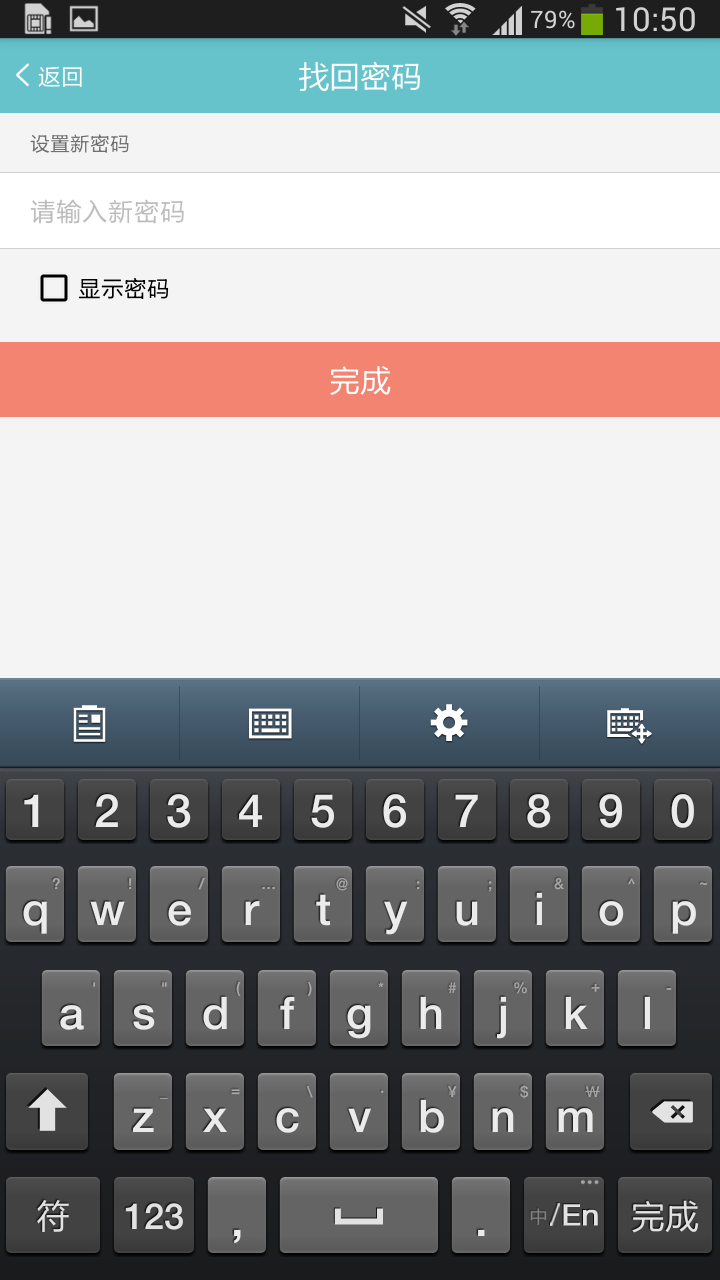 79% 10:50
返回 找回密码
设置新密码
请输入新密码
显示密码
完成
1 2 3 4 5 6 7 8 9 0
? ! / ... @ : ; & ^ ~
q w e r t y u i o p
' " ( ) * # % + -
a s d f g h j k l
_ = \ · ¥ $ ₩
z x c v b n m
符 123 , . 中/En 完成